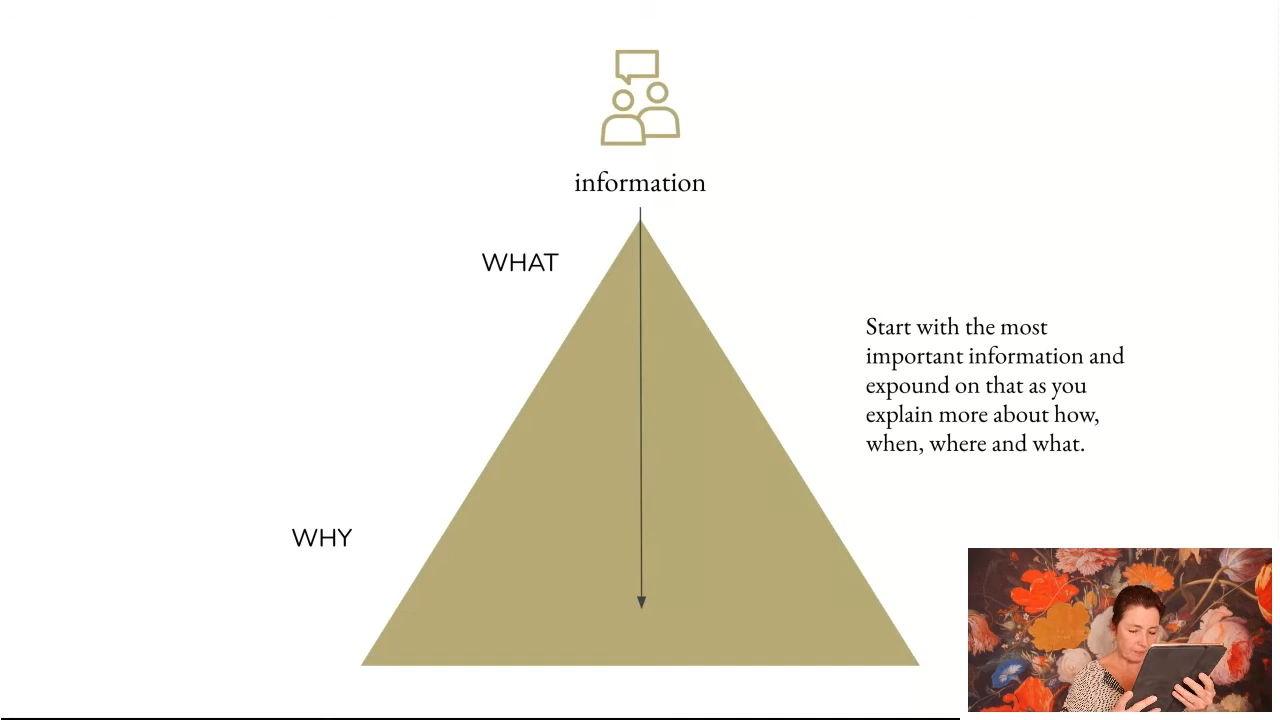 information
WHAT
Start with the most
important information and
expound on that as you
explain more about how,
when, where and what.
WHY